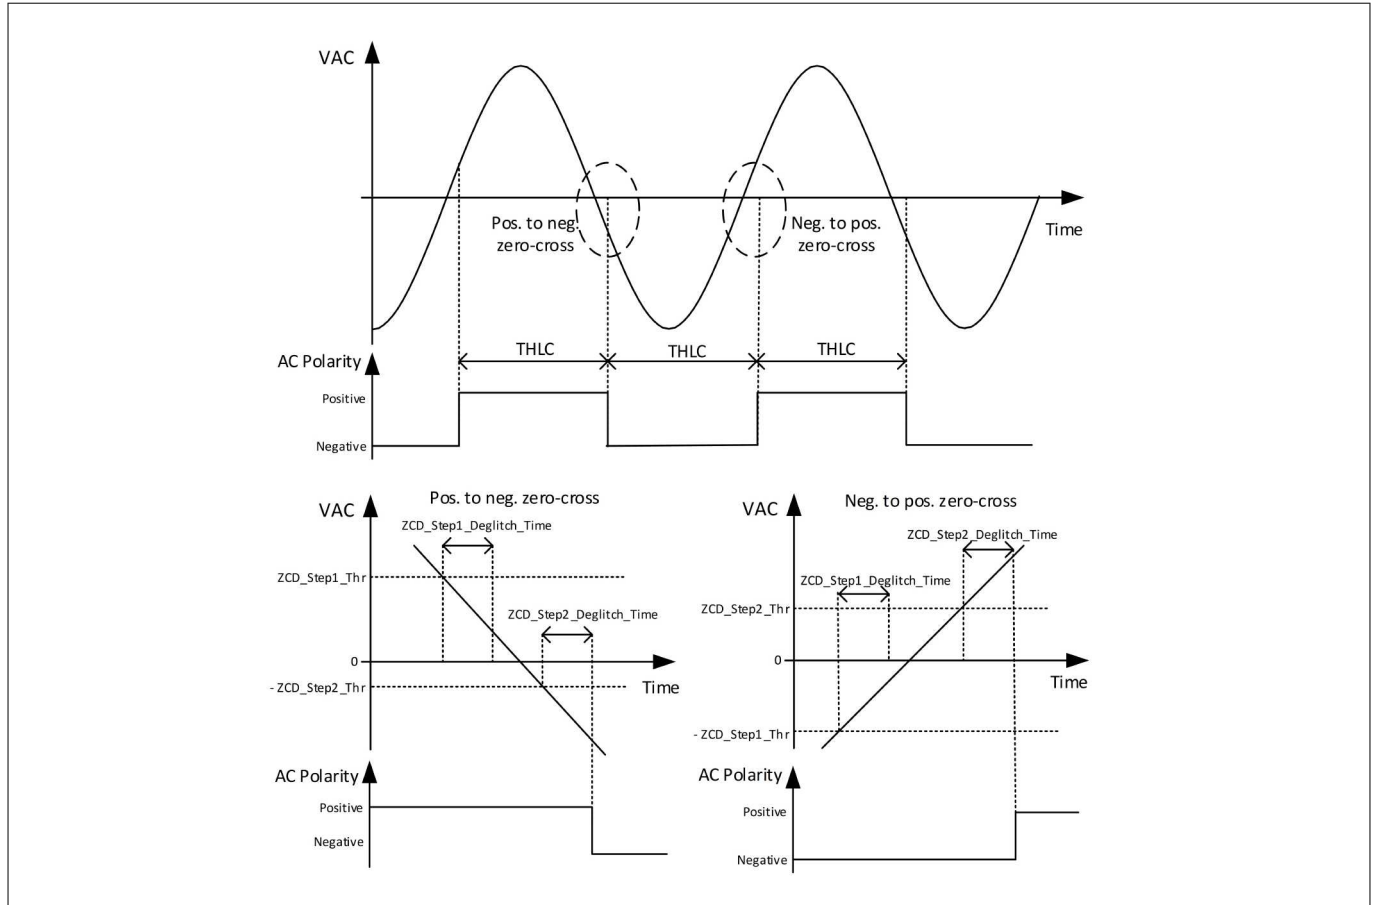 VAC
Pos. to neg.
zero-cross
Neg. to pos.
zero-cross
Time
THLC
THLC
THLC
AC Polarity
Positive
Negative
Pos. to neg. zero-cross
VAC
ZCD_Step1_Deglitch_Time
ZCD_Step1_Thr
ZCD_Step2_Deglitch_Time
0
- ZCD_Step2_Thr
Time
AC Polarity
Positive
Negative
Neg. to pos. zero-cross
VAC
ZCD_Step2_Deglitch_Time
ZCD_Step1_Deglitch_Time
ZCD_Step2_Thr
0
Time
- ZCD_Step1_Thr
AC Polarity
Positive
Negative